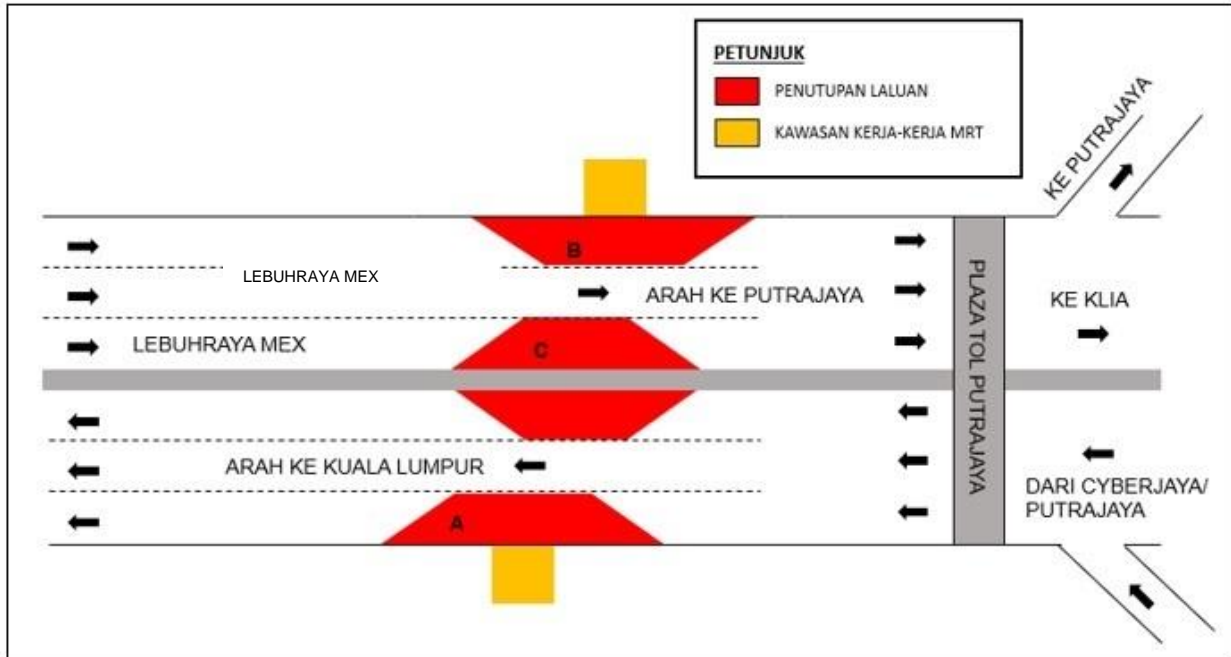 PETUNJUK
PENUTUPAN LALUAN
KAWASAN KERJA-KERJA MRT
KE PUTRAJAYA
B
LEBUHRAYA MEX
ARAH KE PUTRAJAYA
LEBUHRAYA MEX
C
PLAZA TOL PUTRAJAYA
KE KLIA
ARAH KE KUALA LUMPUR
A
DARI CYBERJAYA/
PUTRAJAYA